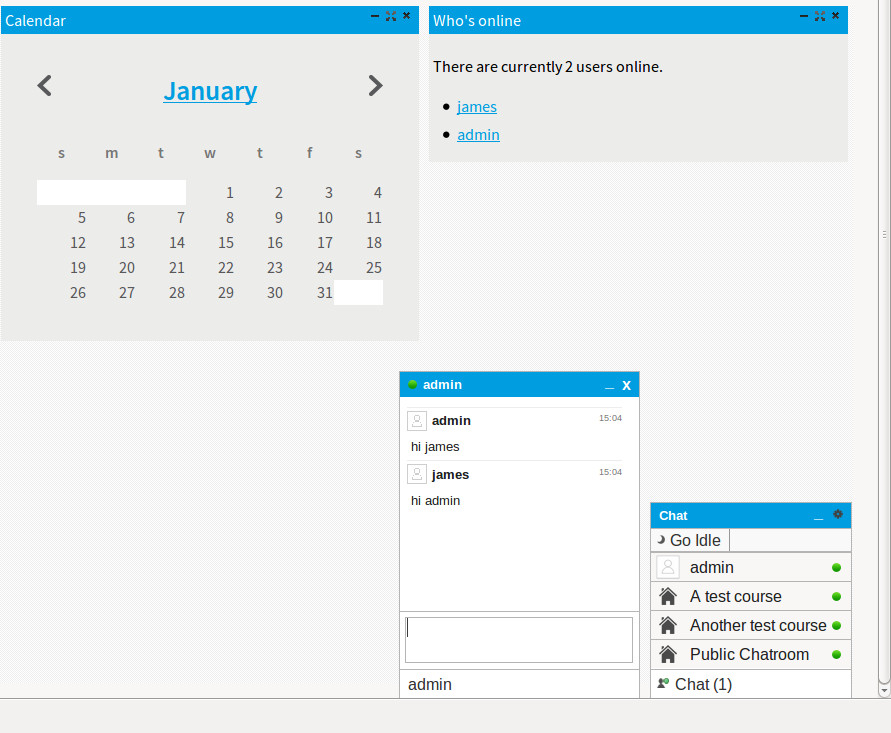 Calendar
January
s m t w t f s
1 2 3 4
5 6 7 8 9 10 11
12 13 14 15 16 17 18
19 20 21 22 23 24 25
26 27 28 29 30 31
Who's online
There are currently 2 users online.
james
admin
admin _ X
admin 15:04
hi james
james 15:04
hi admin
admin
Chat
Go Idle
admin
A test course
Another test course
Public Chatroom
Chat (1)